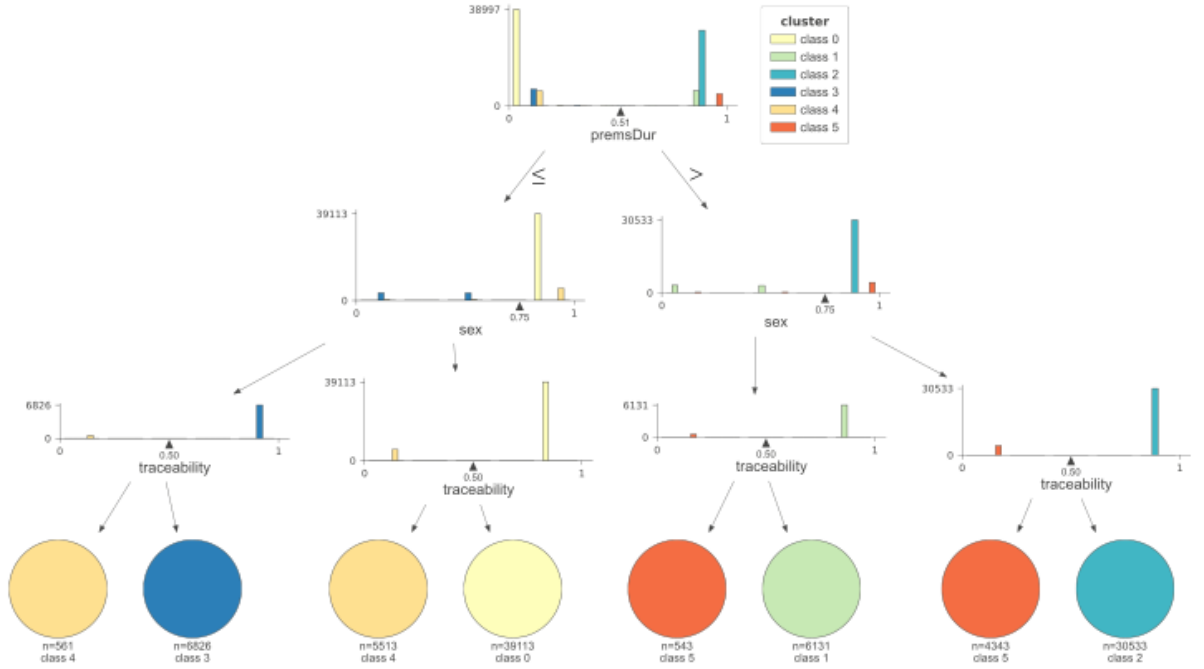 38997
0
0
0.51
1
premsDur
cluster
class 0
class 1
class 2
class 3
class 4
class 5
≤
>
39113
0
0
0.75
1
sex
30533
0
0
0.75
1
sex
6826
0
0
0.50
1
traceability
39113
0
0
0.50
1
traceability
6131
0
0
0.50
1
traceability
30533
0
0
0.50
1
traceability
n=561
class 4
n=6826
class 3
n=5513
class 4
n=39113
class 0
n=543
class 5
n=6131
class 1
n=4343
class 5
n=30533
class 2